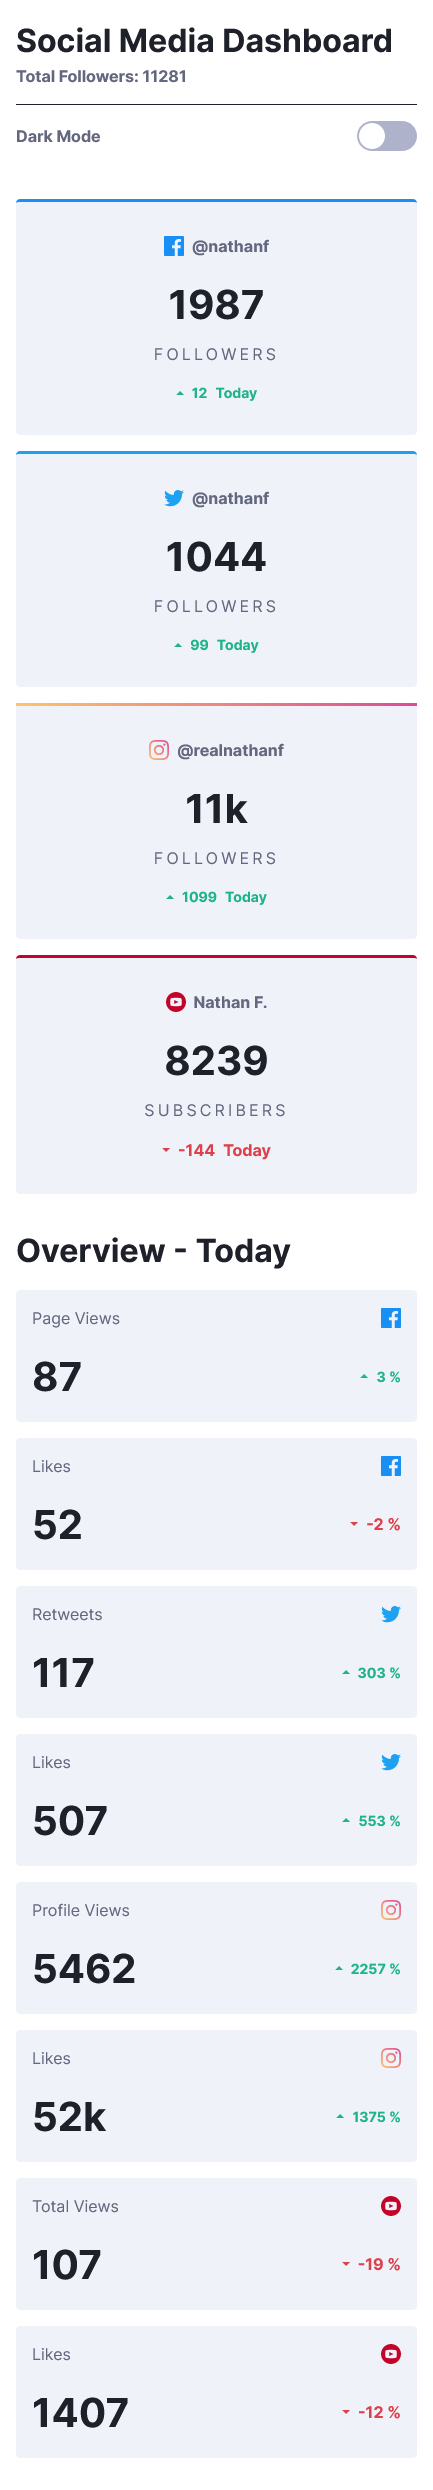 Social Media Dashboard
Total Followers: 11281
Dark Mode
@nathanf
1987
FOLLOWERS
12 Today
@nathanf
1044
FOLLOWERS
99 Today
@realnathanf
11k
FOLLOWERS
1099 Today
Nathan F.
8239
SUBSCRIBERS
-144 Today
Overview - Today
Page Views
87
3 %
Likes
52
-2 %
Retweets
117
303 %
Likes
507
553 %
Profile Views
5462
2257 %
Likes
52k
1375 %
Total Views
107
-19 %
Likes
1407
-12 %